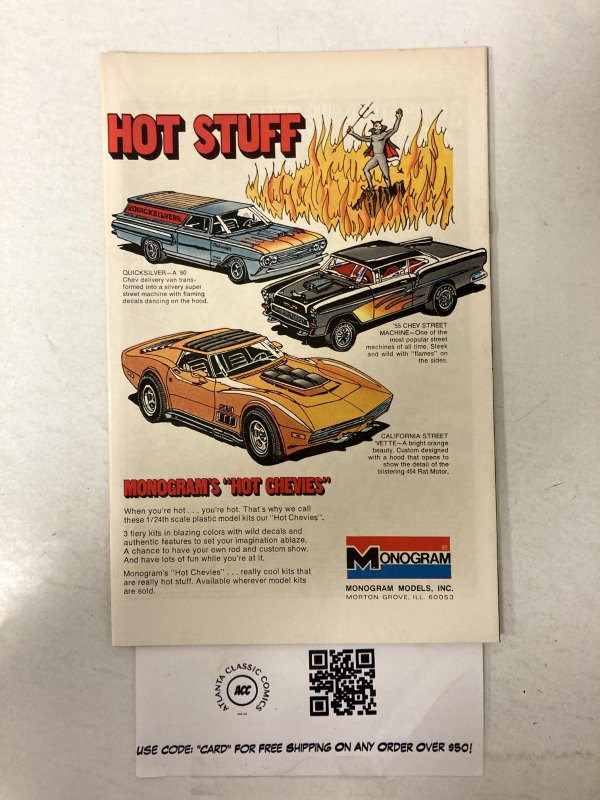 HOT STUFF
QUICKSILVER
QUICKSILVER—A '60
Chev delivery van trans-
formed into a silvery super
street machine with flaming
decals dancing on the hood.
'55 CHEV STREET
MACHINE—One of the
most popular street
machines of all time. Sleek
and wild with "flames" on
the sides.
CALIFORNIA STREET
'VETTE—A bright orange
beauty. Custom designed
with a hood that opens to
show the detail of the
blistering 454 Rat Motor.
MONOGRAM'S "HOT CHEVIES"
When you're hot . . . you're hot. That's why we call
these 1/24th scale plastic model kits our "Hot Chevies".
3 fiery kits in blazing colors with wild decals and
authentic features to set your imagination ablaze.
A chance to have your own rod and custom show.
And have lots of fun while you're at it.
Monogram's "Hot Chevies" . . . really cool kits that
are really hot stuff. Available wherever model kits
are sold.
MONOGRAM®
MONOGRAM MODELS, INC.
MORTON GROVE, ILL. 60053
ATLANTA CLASSIC COMICS
ACC
USE CODE: "CARD" FOR FREE SHIPPING ON ANY ORDER OVER $50!